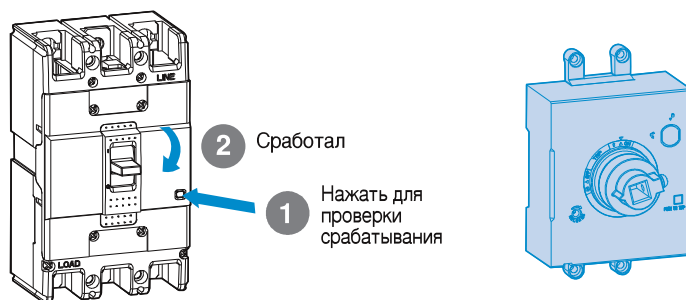 LINE
2 Сработал
1 Нажать для
проверки
срабатывания
LOAD